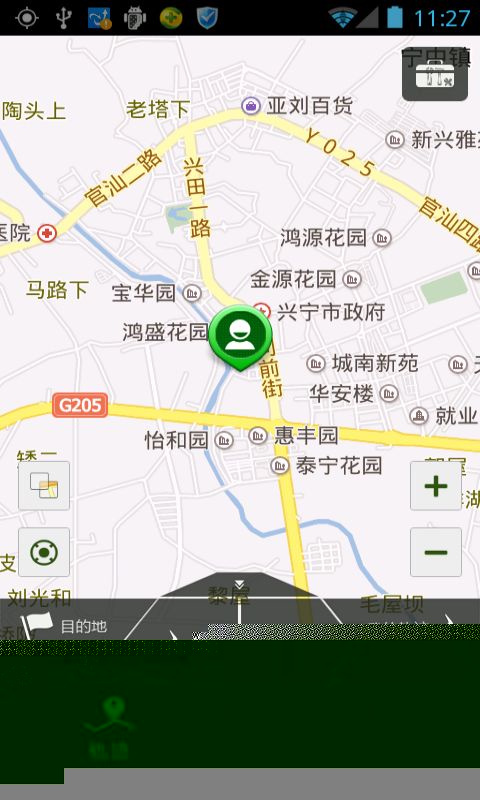 11:27
宁中镇
陶头上
老塔下
亚刘百货
Y025
新兴雅苑
官汕二路
兴田一路
官汕四路
医院
鸿源花园
马路下
宝华园
金源花园
兴宁市政府
鸿盛花园
府前街
城南新苑
华安楼
G205
就业
怡和园
惠丰园
泰宁花园
刘光和
黎屋
毛屋坝
目的地